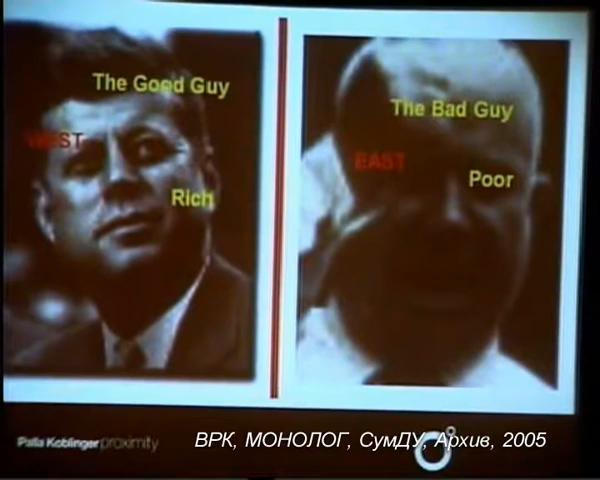 The Good Guy
WEST
Rich
The Bad Guy
EAST
Poor
Palla Koblinger proximity
ВРК, МОНОЛОГ, СумДУ, Архив, 2005